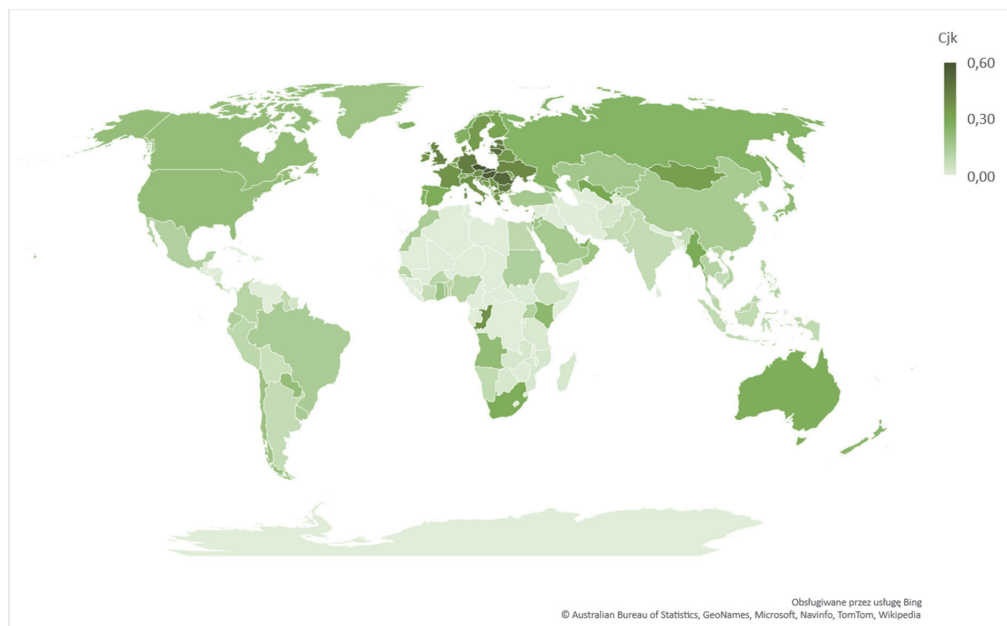 Cjk
0,60
0,30
0,00
Obsługiwane przez usługę Bing
© Australian Bureau of Statistics, GeoNames, Microsoft, Navinfo, TomTom, Wikipedia